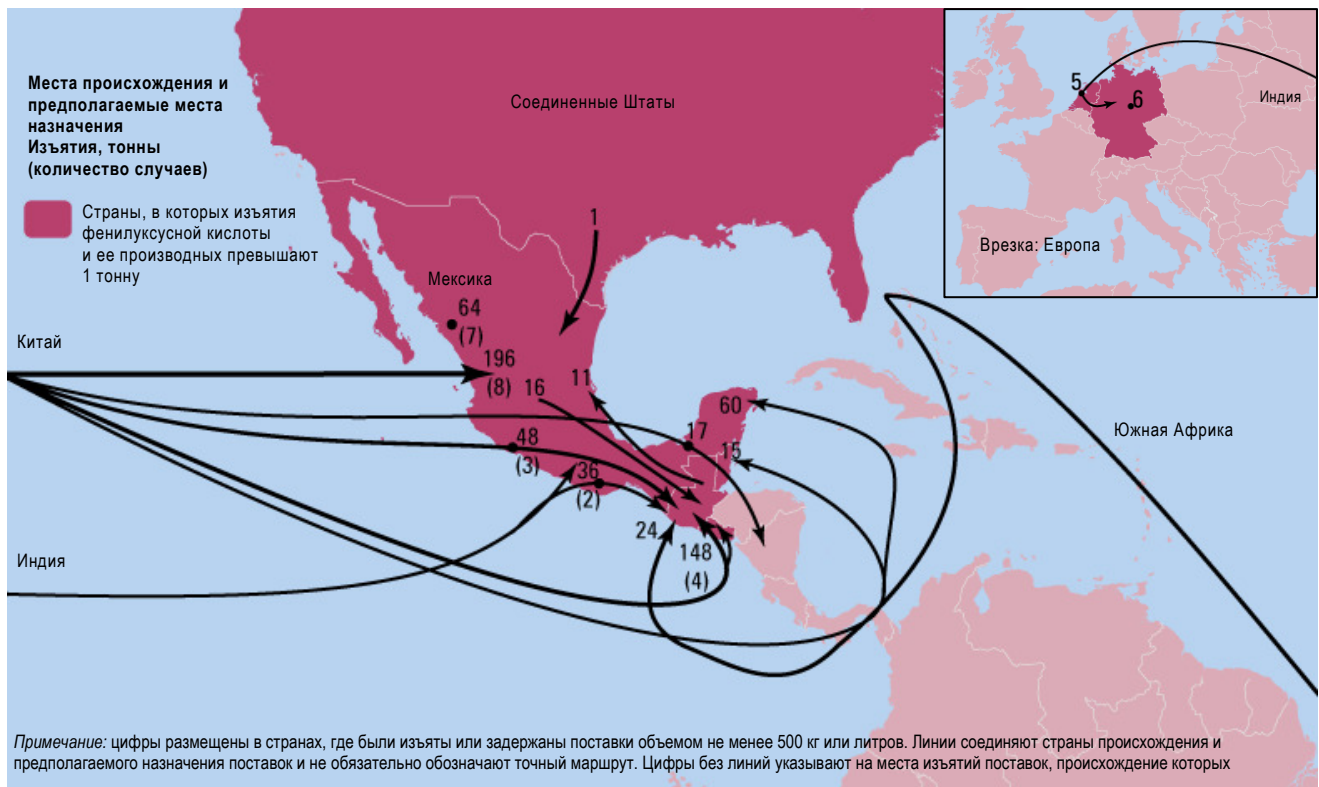 Места происхождения и
предполагаемые места
назначения
Изъятия, тонны
(количество случаев)
Страны, в которых изъятия
фенилуксусной кислоты
и ее производных превышают
1 тонну
Соединенные Штаты
5
6
Индия
Врезка: Европа
1
Мексика
64
(7)
Китай
196
(8)
16
11
60
17
15
48
(3)
36
(2)
Южная Африка
24
148
(4)
Индия
Примечание: цифры размещены в странах, где были изъяты или задержаны поставки объемом не менее 500 кг или литров. Линии соединяют страны происхождения и
предполагаемого назначения поставок и не обязательно обозначают точный маршрут. Цифры без линий указывают на места изъятий поставок, происхождение которых